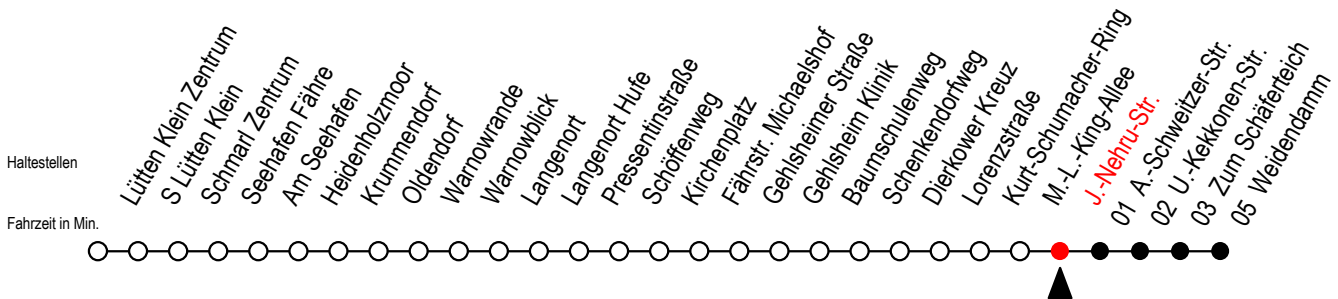 Haltestellen
Fahrzeit in Min.
Lütten Klein Zentrum
S Lütten Klein
Schmarl Zentrum
Seehafen Fähre
Am Seehafen
Heidenholzmoor
Krummendorf
Oldendorf
Warnowrande
Warnowblick
Langenort
Langenort Hufe
Pressentinstraße
Schöffenweg
Kirchenplatz
Fährstr. Michaelshof
Gehlsheimer Straße
Gehlsheim Klinik
Baumschulenweg
Schenkendorfweg
Dierkower Kreuz
Lorenzstraße
Kurt-Schumacher-Ring
M.-L.-King-Allee
J.-Nehru-Str.
01 A.-Schweitzer-Str.
02 U.-Kekkonen-Str.
03 Zum Schäferteich
05 Weidendamm